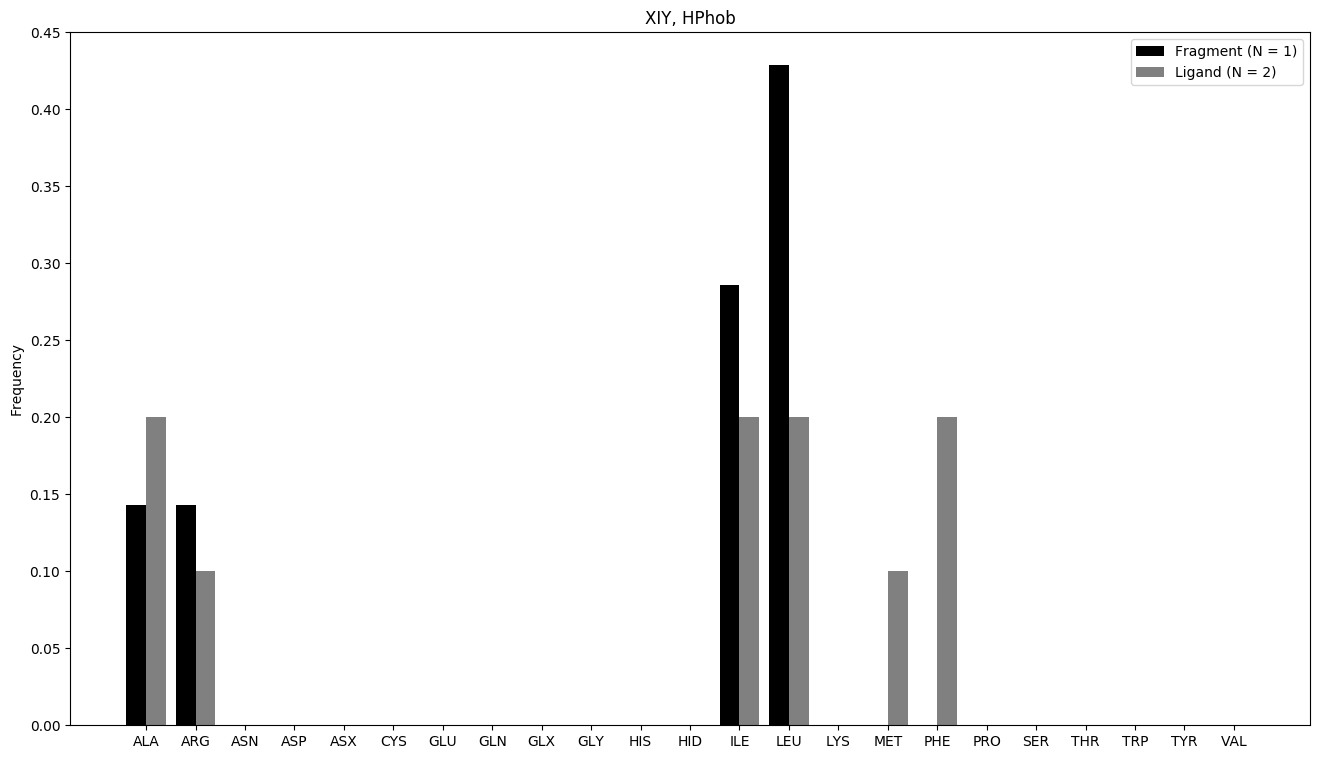 XIY, HPhob
Fragment (N = 1)
Ligand (N = 2)
Frequency
0.45
0.40
0.35
0.30
0.25
0.20
0.15
0.10
0.05
0.00
ALA ARG ASN ASP ASX CYS GLU GLN GLX GLY HIS HID ILE LEU LYS MET PHE PRO SER THR TRP TYR VAL